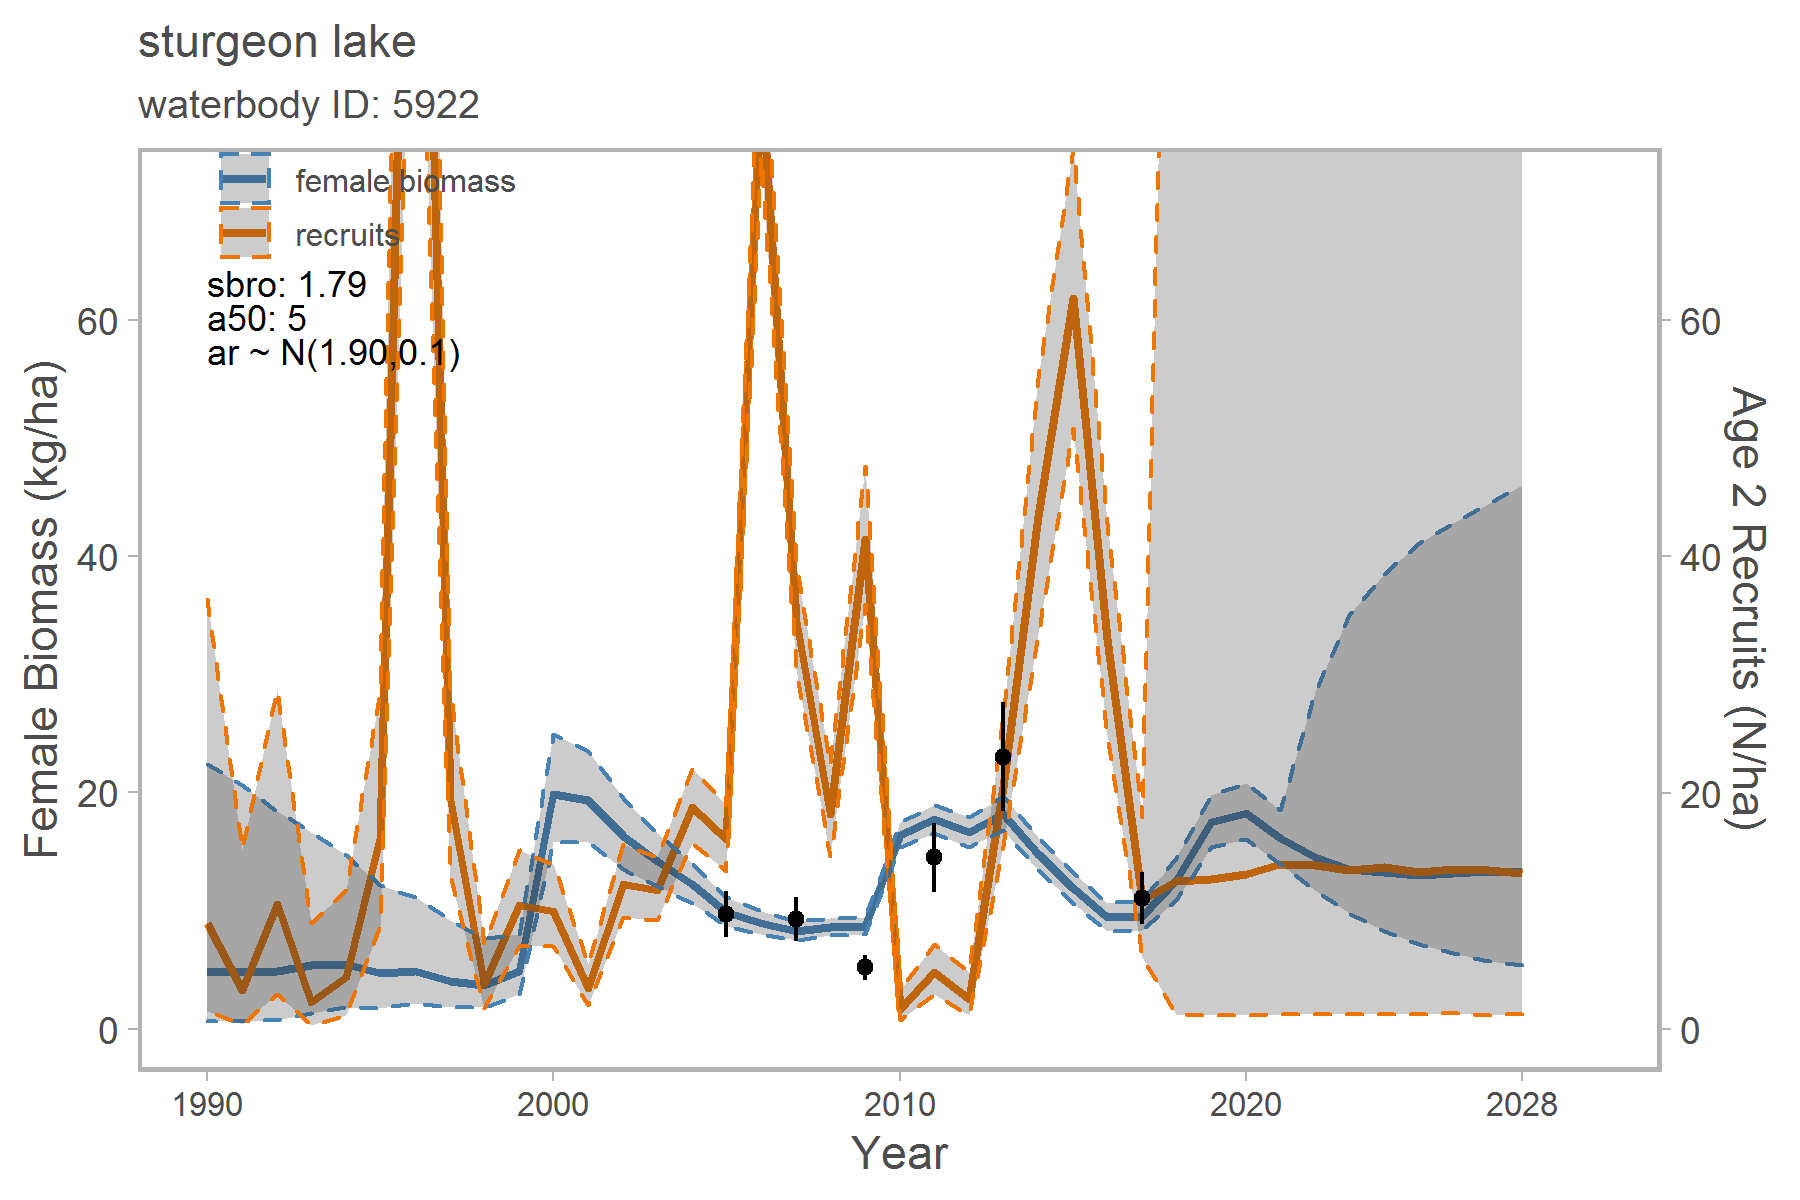 sturgeon lake
waterbody ID: 5922
female biomass
recruits
sbro: 1.79
a50: 5
ar ~ N(1.90,0.1)
Female Biomass (kg/ha)
60
40
20
0
Age 2 Recruits (N/ha)
60
40
20
0
1990
2000
2010
2020
2028
Year